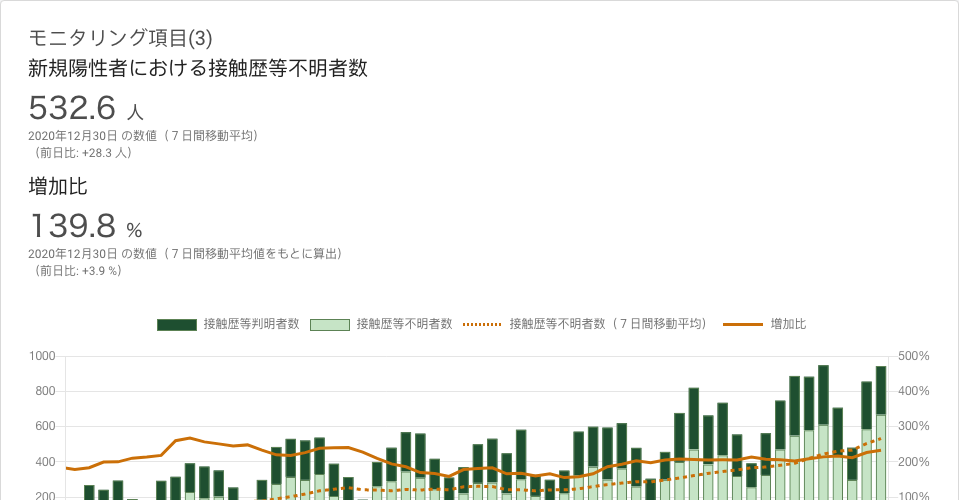 モニタリング項目(3)
新規陽性者における接触歴等不明者数
532.6 人
2020年12月30日 の数値（７日間移動平均）
（前日比: +28.3 人）
増加比
139.8 %
2020年12月30日 の数値（７日間移動平均値をもとに算出）
（前日比: +3.9 %）
接触歴等判明者数 接触歴等不明者数 接触歴等不明者数（７日間移動平均） 増加比
1000 500%
800 400%
600 300%
400 200%
200 100%